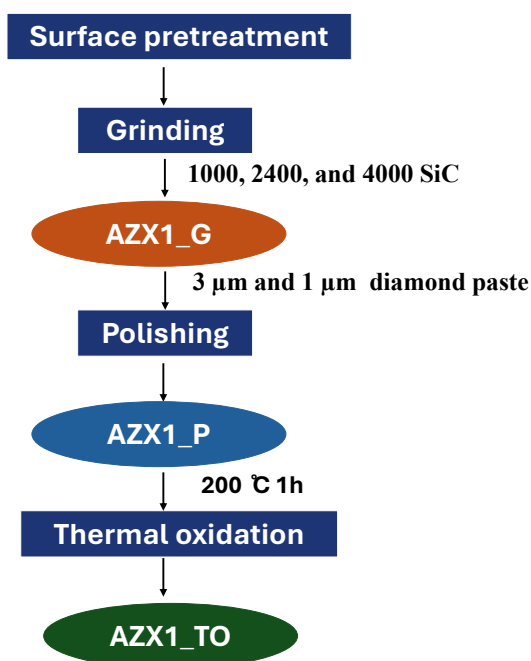 Surface pretreatment
Grinding
1000, 2400, and 4000 SiC
AZX1_G
3 µm and 1 µm diamond paste
Polishing
AZX1_P
200 ℃ 1h
Thermal oxidation
AZX1_TO